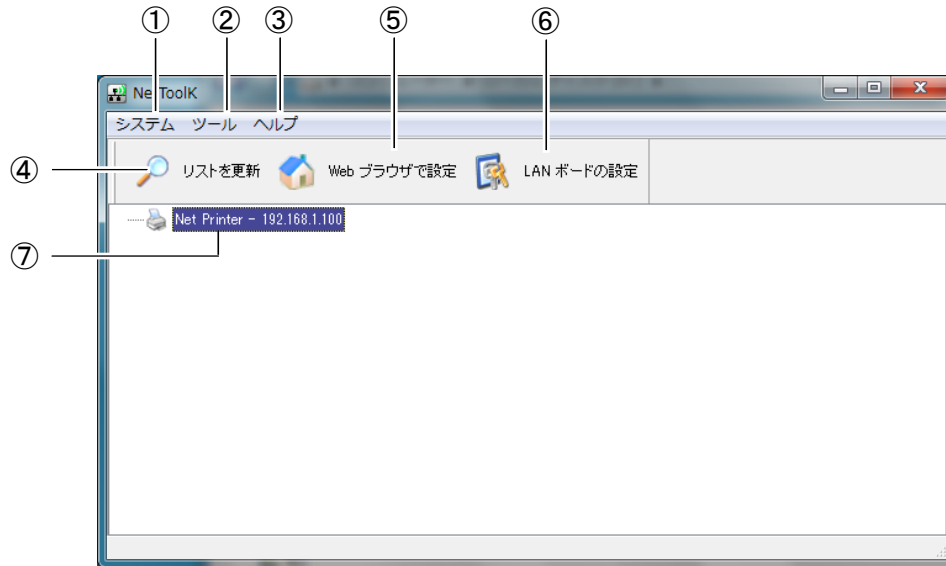 ① ② ③ ⑤ ⑥
NetToolK
システム ツール ヘルプ
④ リストを更新 Web ブラウザで設定 LAN ボードの設定
Net Printer - 192.168.1.100
⑦